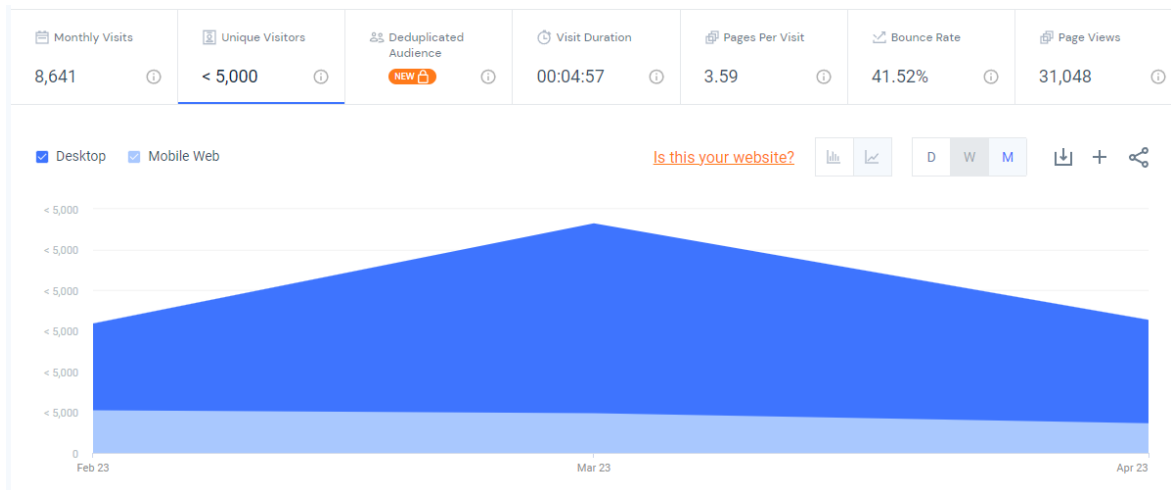 Monthly Visits
8,641
Unique Visitors
< 5,000
Deduplicated
Audience
NEW
Visit Duration
00:04:57
Pages Per Visit
3.59
Bounce Rate
41.52%
Page Views
31,048
Desktop
Mobile Web
Is this your website?
D W M
< 5,000
< 5,000
< 5,000
< 5,000
< 5,000
< 5,000
0
Feb 23 Mar 23 Apr 23